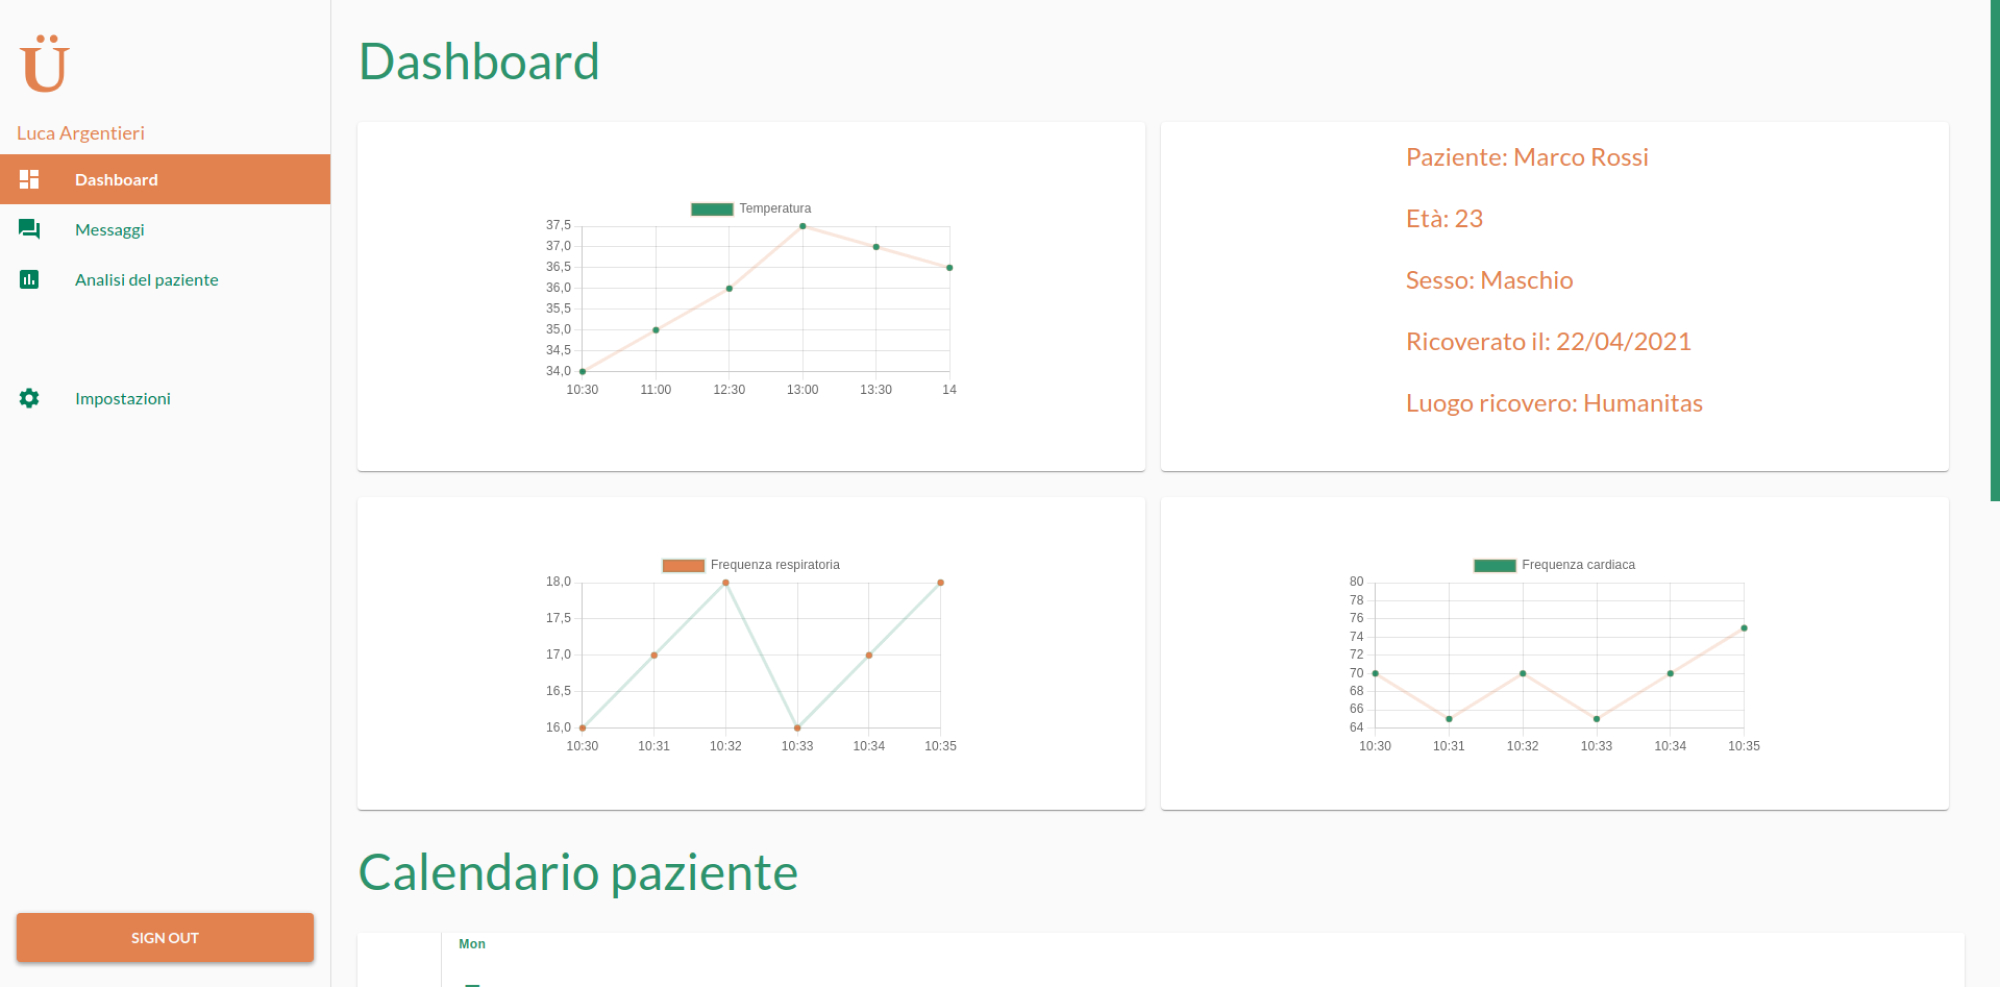 Ü
Luca Argentieri
Dashboard
Messaggi
Analisi del paziente
Impostazioni
SIGN OUT
Dashboard
Temperatura
37,5
37,0
36,5
36,0
35,5
35,0
34,5
34,0
10:30 11:00 12:30 13:00 13:30 14
Paziente: Marco Rossi
Età: 23
Sesso: Maschio
Ricoverato il: 22/04/2021
Luogo ricovero: Humanitas
Frequenza respiratoria
18,0
17,5
17,0
16,5
16,0
10:30 10:31 10:32 10:33 10:34 10:35
Frequenza cardiaca
80
78
76
74
72
70
68
66
64
10:30 10:31 10:32 10:33 10:34 10:35
Calendario paziente
Mon